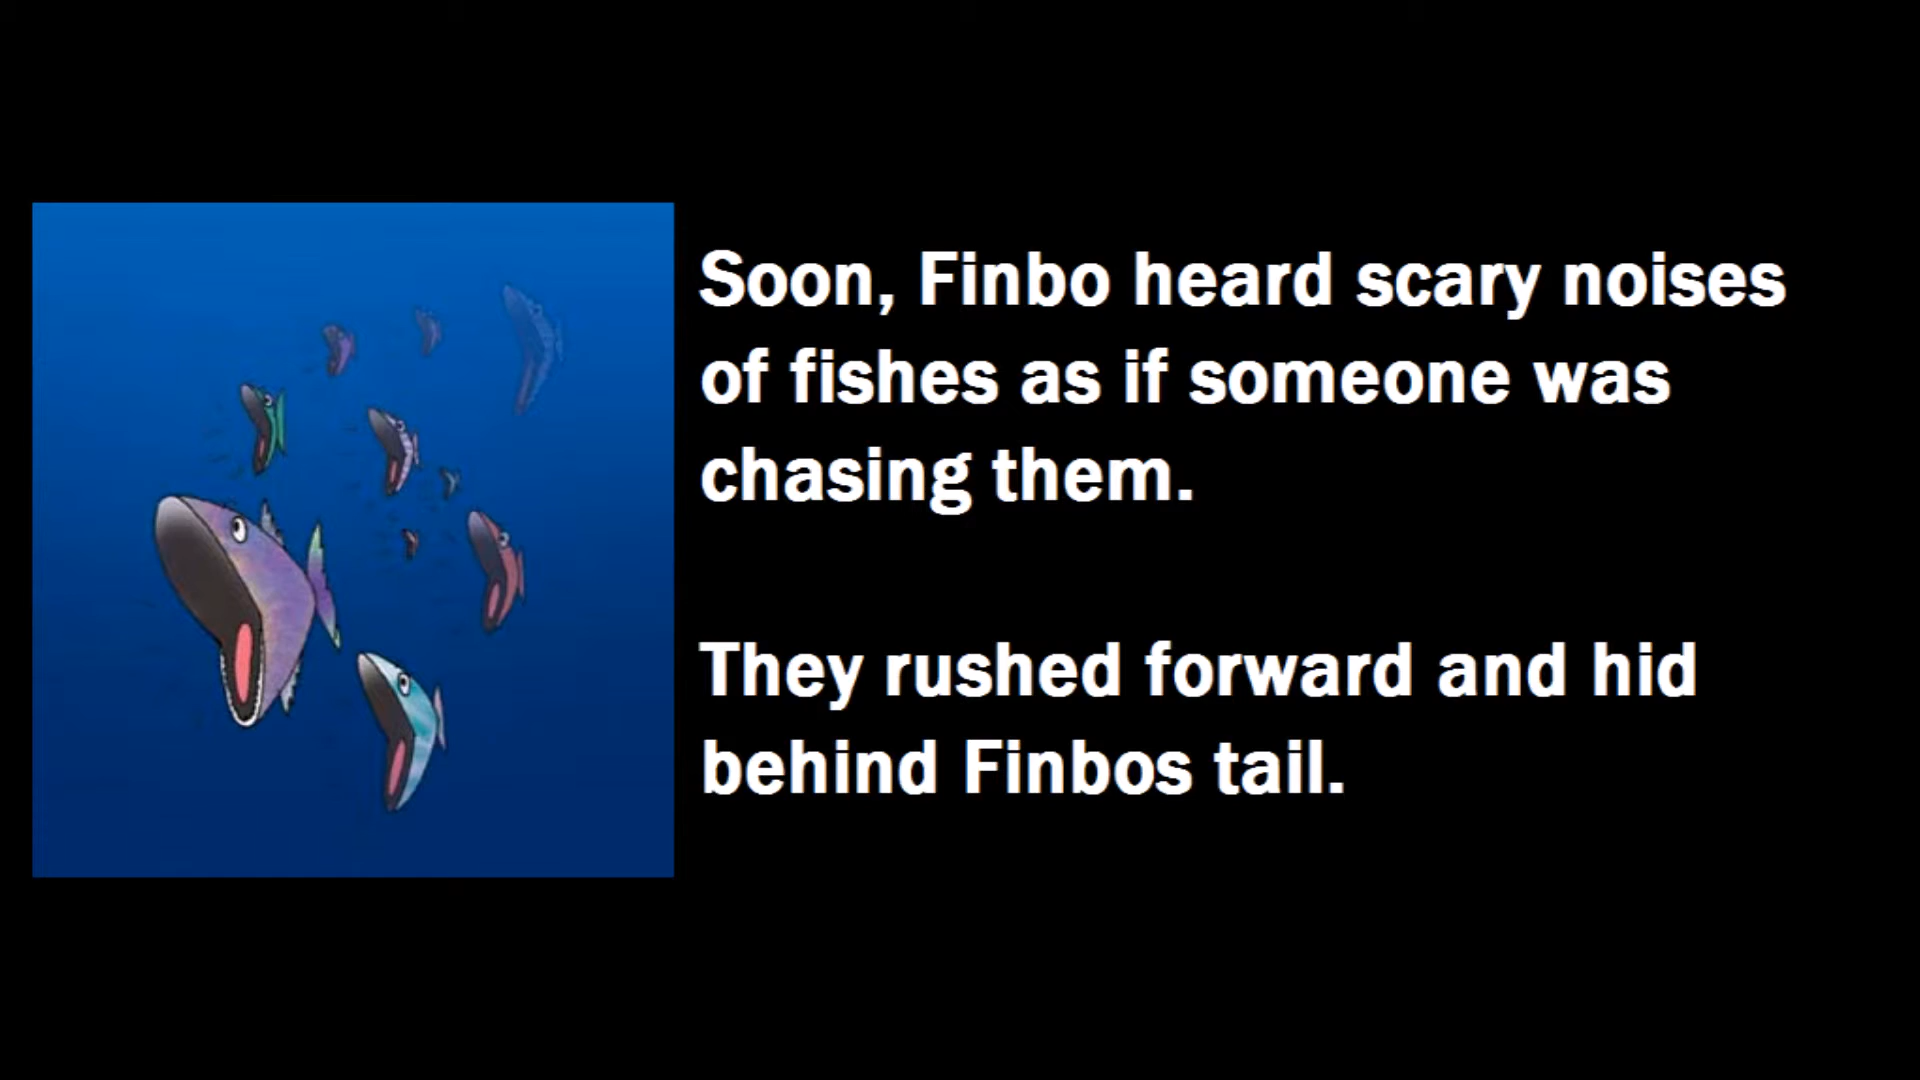 Soon, Finbo heard scary noises
of fishes as if someone was
chasing them.
They rushed forward and hid
behind Finbos tail.